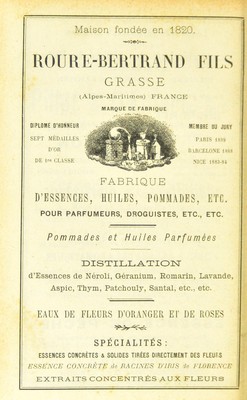 Maison fondée en 1820.
ROURE-BERTRAND FILS
GRASSE
(Alpes-Maritimes) FRANCE
MARQUE DE FABRIQUE
DIPLOME D'HONNEUR
SEPT MÉDAILLES
D'OR
DE 1re CLASSE
MEMBRE DU JURY
PARIS
BARCELONE 1888
NICE 1883-84
FABRIQUE
D'ESSENCES, HUILES, POMMADES, ETC.
POUR PARFUMEURS, DROGUISTES, ETC., ETC.
Pommades et Huiles Parfumées
DISTILLATION
d'Essences de Néroli, Géranium, Romarin, Lavande,
Aspic, Thym, Patchouly, Santal, etc., etc.
EAUX DE FLEURS D'ORANGER ET DE ROSES
SPÉCIALITÉS :
ESSENCES CONCRÈTES & SOLIDES TIRÉES DIRECTEMENT DES FLEURS
ESSENCE CONCRÈTE de RACINES D'IRIS de FLORENCE
EXTRAITS CONCENTRÉS AUX FLEURS